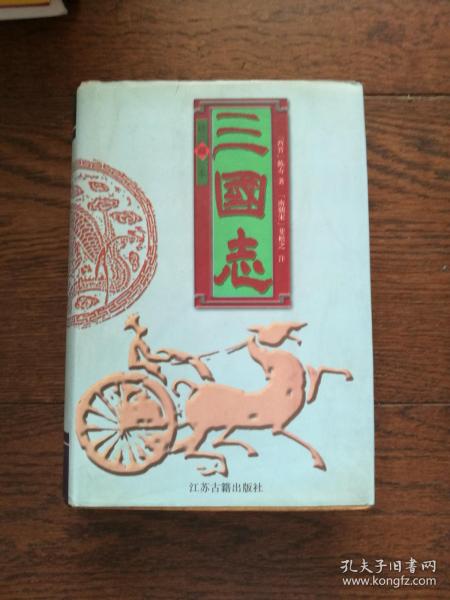 三國志
［西晋］陈寿 著 ［南朝宋］裴松之 注
江苏古籍出版社
孔夫子旧书网
www.kongfz.com